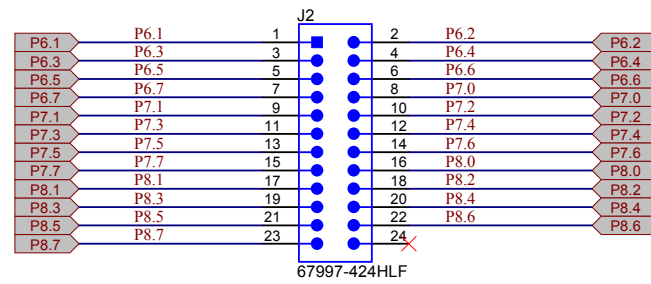 J2
P6.1 P6.1 1 2 P6.2 P6.2
P6.3 P6.3 3 4 P6.4 P6.4
P6.5 P6.5 5 6 P6.6 P6.6
P6.7 P6.7 7 8 P7.0 P7.0
P7.1 P7.1 9 10 P7.2 P7.2
P7.3 P7.3 11 12 P7.4 P7.4
P7.5 P7.5 13 14 P7.6 P7.6
P7.7 P7.7 15 16 P8.0 P8.0
P8.1 P8.1 17 18 P8.2 P8.2
P8.3 P8.3 19 20 P8.4 P8.4
P8.5 P8.5 21 22 P8.6 P8.6
P8.7 P8.7 23 24
67997-424HLF